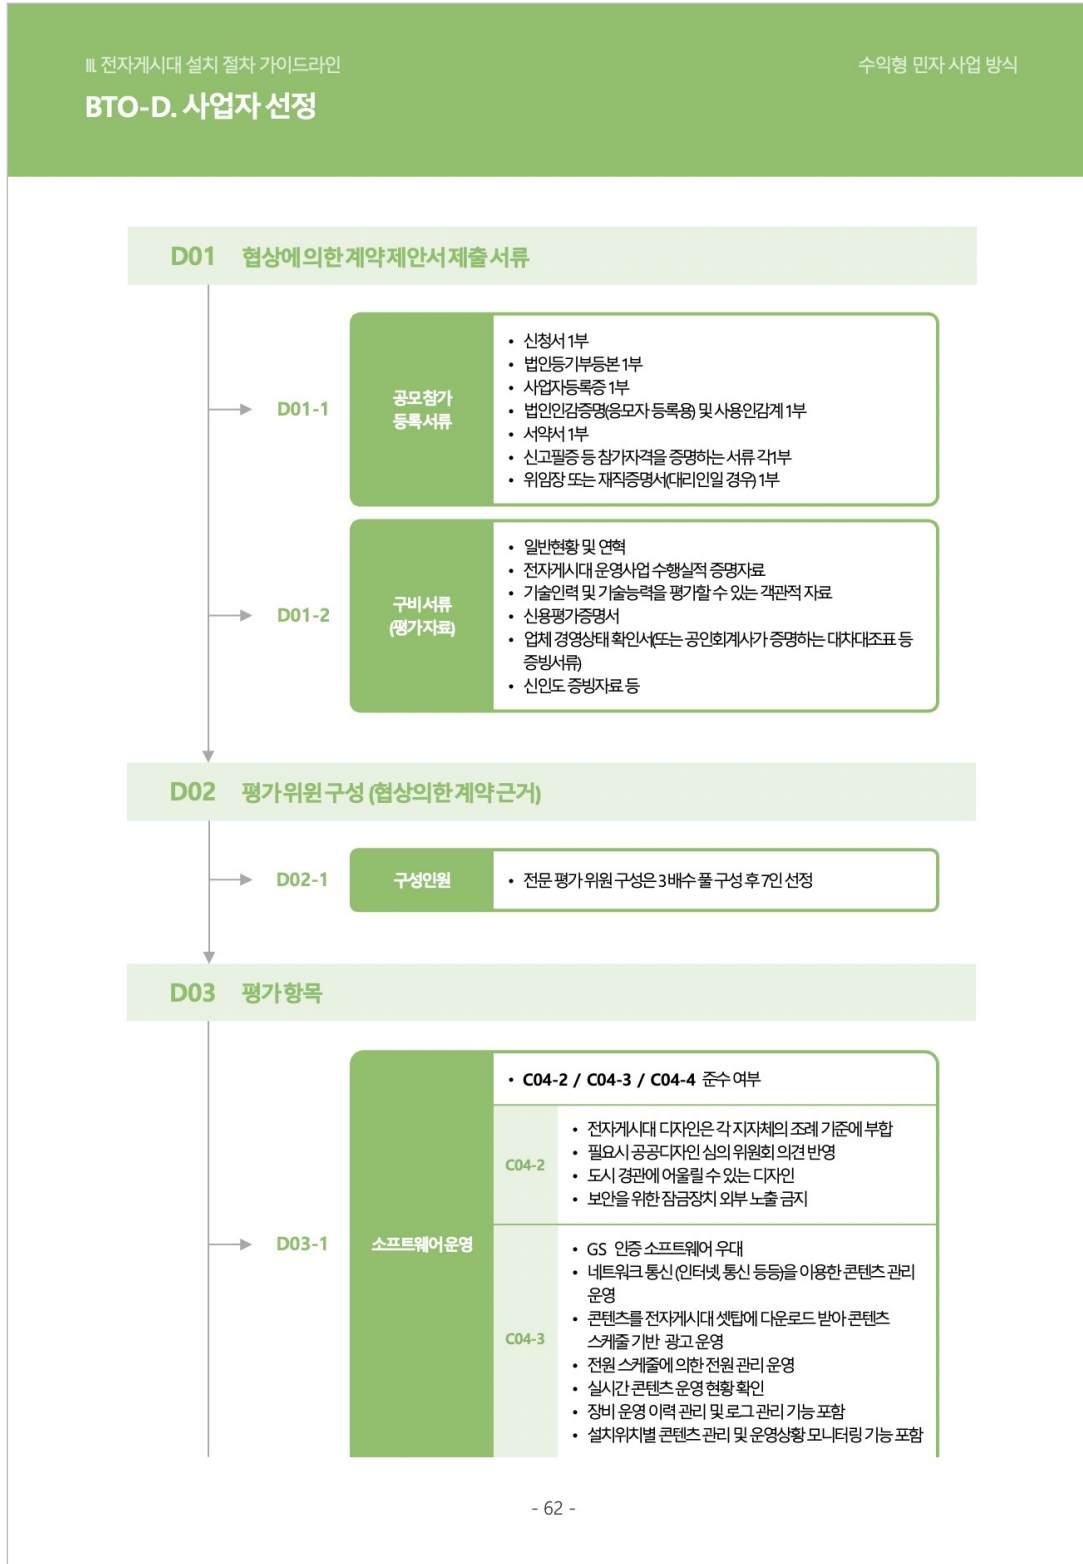 Ⅲ. 전자게시대 설치 절차 가이드라인
수익형 민자 사업 방식
BTO-D. 사업자 선정
D01 협상에 의한 계약 제안서 제출 서류
D01-1
공모 참가
등록 서류
• 신청서 1부
• 법인등기부등본 1부
• 사업자등록증 1부
• 법인인감증명(응모자 등록용) 및 사용인감계 1부
• 서약서 1부
• 신고필증 등 참가자격을 증명하는 서류 각1부
• 위임장 또는 재직증명서(대리인일 경우) 1부
D01-2
구비 서류
(평가 자료)
• 일반현황 및 연혁
• 전자게시대 운영사업 수행실적 증명자료
• 기술인력 및 기술능력을 평가할 수 있는 객관적 자료
• 신용평가증명서
• 업체 경영상태 확인서(또는 공인회계사가 증명하는 대차대조표 등
증빙서류)
• 신인도 증빙자료 등
D02 평가 위원 구성 (협상의한 계약 근거)
D02-1
구성인원
• 전문 평가 위원 구성은 3배수 풀 구성 후 7인 선정
D03 평가 항목
D03-1
소프트웨어 운영
• C04-2 / C04-3 / C04-4 준수 여부
C04-2
• 전자게시대 디자인은 각 지자체의 조례 기준에 부합
• 필요시 공공디자인 심의 위원회 의견 반영
• 도시 경관에 어울릴 수 있는 디자인
• 보안을 위한 잠금장치 외부 노출 금지
C04-3
• GS 인증 소프트웨어 우대
• 네트워크 통신 (인터넷, 통신 등등)을 이용한 콘텐츠 관리
운영
• 콘텐츠를 전자게시대 셋탑에 다운로드 받아 콘텐츠
스케줄 기반 광고 운영
• 전원 스케줄에 의한 전원 관리 운영
• 실시간 콘텐츠 운영 현황 확인
• 장비 운영 이력 관리 및 로그 관리 기능 포함
• 설치위치별 콘텐츠 관리 및 운영상황 모니터링 기능 포함
- 62 -